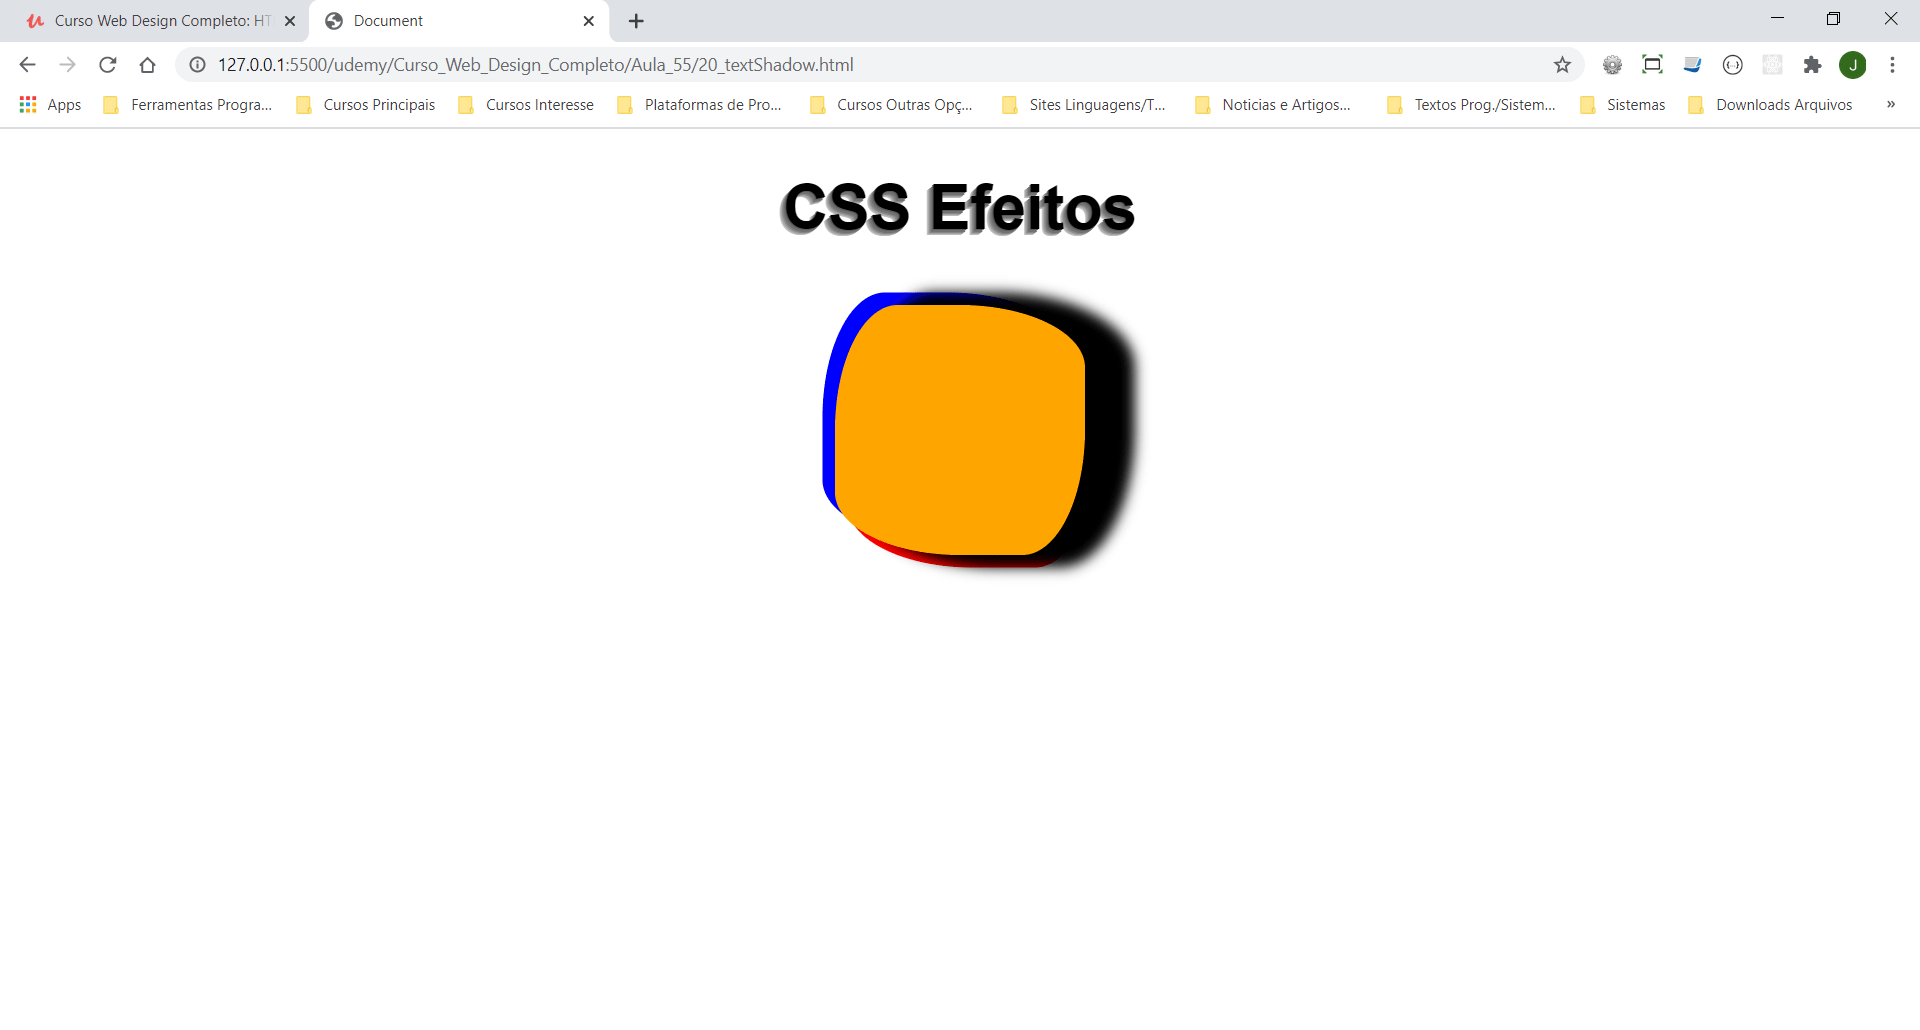 Curso Web Design Completo: HT
Document
127.0.0.1:5500/udemy/Curso_Web_Design_Completo/Aula_55/20_textShadow.html
J
Apps
Ferramentas Progra...
Cursos Principais
Cursos Interesse
Plataformas de Pro...
Cursos Outras Opç...
Sites Linguagens/T...
Noticias e Artigos...
Textos Prog./Sistem...
Sistemas
Downloads Arquivos
»
CSS Efeitos